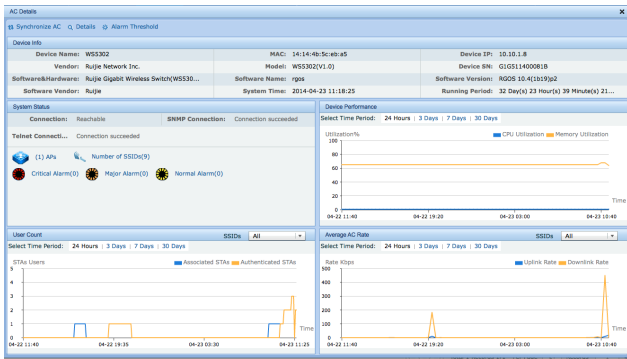 AC Details
Synchronize AC Details Alarm Threshold
Device Info
Device Name: WS5302 MAC: 14:14:4b:5c:eb:a5 Device IP: 10.10.1.8
Vendor: Ruijie Network Inc. Model: WS5302(V1.0) Device SN: G1G511400081B
Software&Hardware: Ruijie Gigabit Wireless Switch(WS530... Software Name: rgos Software Version: RGOS 10.4(1b19)p2
Software Vendor: Ruijie System Time: 2014-04-23 11:18:25 Running Period: 32 Day(s) 23 Hour(s) 39 Minute(s) 21...
System Status
Connection: Reachable SNMP Connection: Connection succeeded
Telnet Connecti... Connection succeeded
(1) APs Number of SSIDs(9)
Critical Alarm(0) Major Alarm(0) Normal Alarm(0)
Device Performance
Select Time Period: 24 Hours | 3 Days | 7 Days | 30 Days
Utilization% CPU Utilization Memory Utilization
100
80
60
40
20
0
Time
04-22 11:40 04-22 19:20 04-23 03:00 04-23 10:40
User Count SSIDs All
Select Time Period: 24 Hours | 3 Days | 7 Days | 30 Days
STAs Users Associated STAs Authenticated STAs
5
4
3
2
1
0
Time
04-22 11:40 04-22 19:35 04-23 03:30 04-23 11:25
Average AC Rate SSIDs All
Select Time Period: 24 Hours | 3 Days | 7 Days | 30 Days
Rate Kbps Uplink Rate Downlink Rate
500
400
300
200
100
0
Time
04-22 11:40 04-22 19:20 04-23 03:00 04-23 10:40